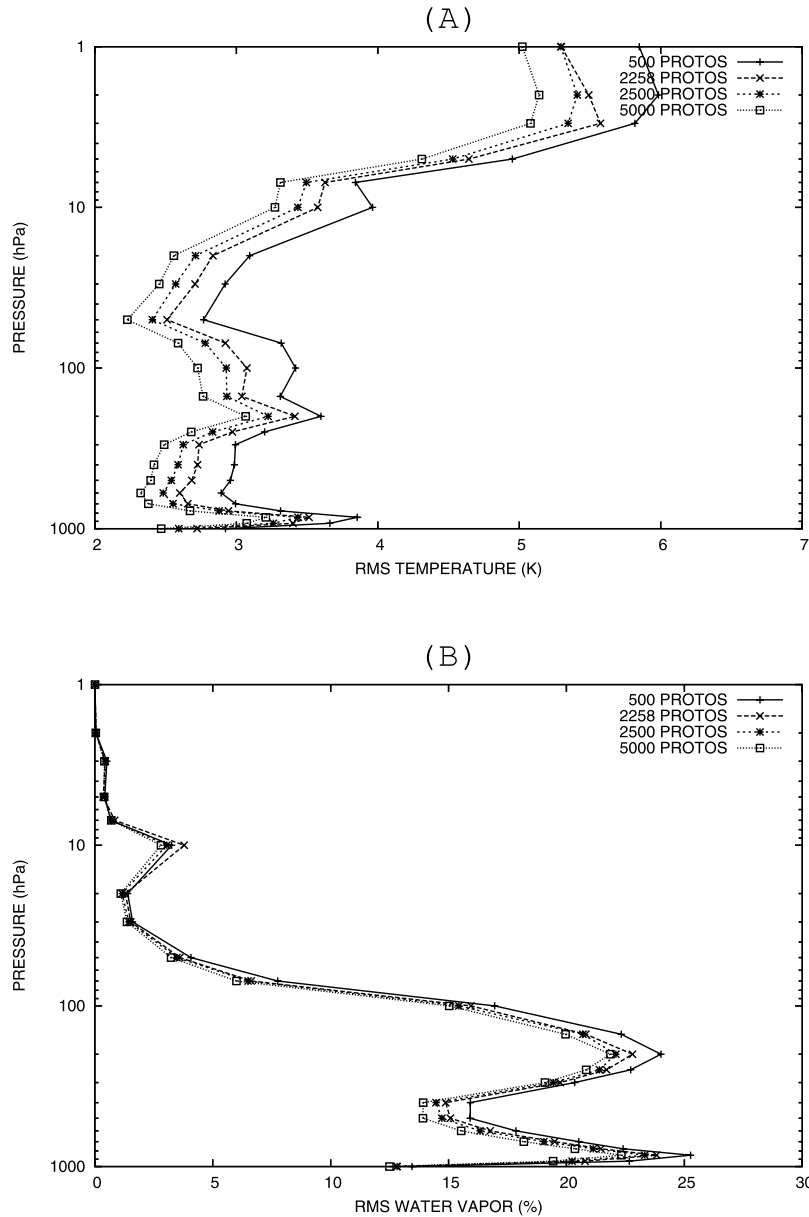 (A)
1
10
100
1000
PRESSURE (hPa)
500 PROTOS
2258 PROTOS
2500 PROTOS
5000 PROTOS
2 3 4 5 6 7
RMS TEMPERATURE (K)
(B)
1
10
100
1000
PRESSURE (hPa)
500 PROTOS
2258 PROTOS
2500 PROTOS
5000 PROTOS
0 5 10 15 20 25 30
RMS WATER VAPOR (%)